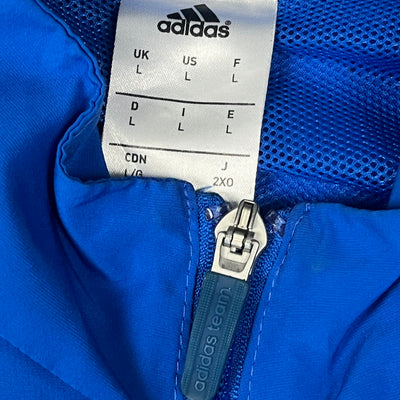 adidas
UK US F
L L L
D I E
L L L
CDN J
L/G 2XO
adidas team